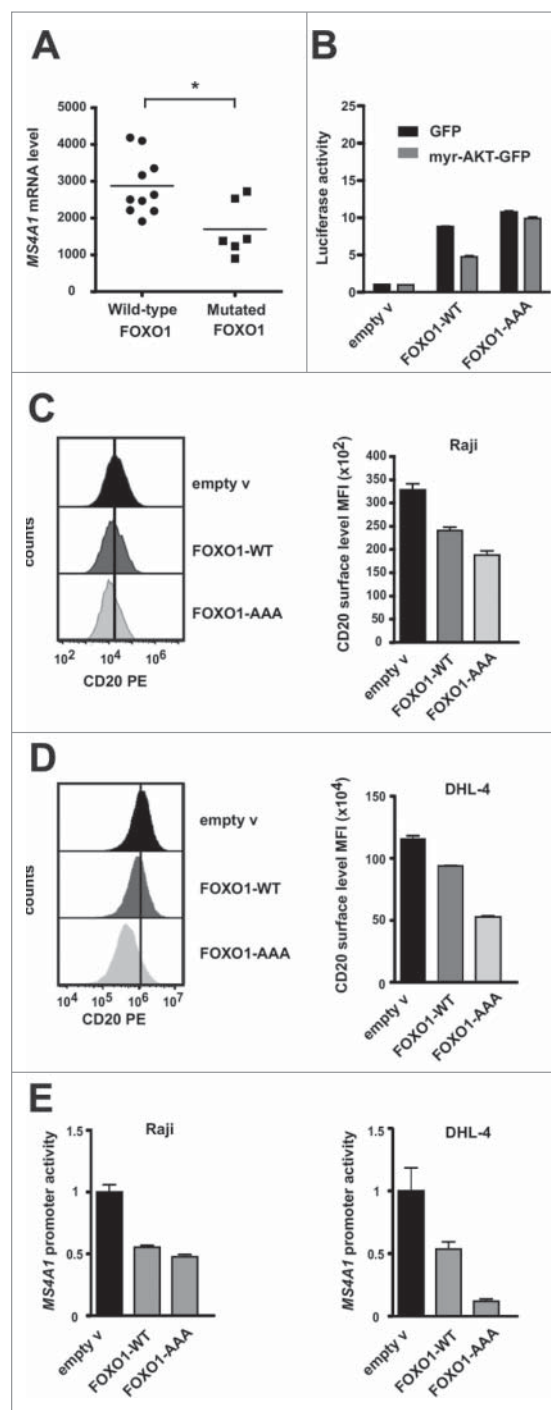 A
*
MS4A1 mRNA level
5000
4000
3000
2000
1000
0
Wild-type
FOXO1
Mutated
FOXO1
B
Luciferase activity
25
20
15
10
5
0
GFP
myr-AKT-GFP
empty v
FOXO1-WT
FOXO1-AAA
C
counts
empty v
FOXO1-WT
FOXO1-AAA
10² 10⁴ 10⁶
CD20 PE
Raji
CD20 surface level MFI (x10²)
400
350
300
250
200
150
100
50
0
empty v
FOXO1-WT
FOXO1-AAA
D
counts
empty v
FOXO1-WT
FOXO1-AAA
10⁴ 10⁵ 10⁶ 10⁷
CD20 PE
DHL-4
CD20 surface level MFI (x10⁴)
150
100
50
0
empty v
FOXO1-WT
FOXO1-AAA
E
Raji
MS4A1 promoter activity
1.5
1
0.5
0
empty v
FOXO1-WT
FOXO1-AAA
DHL-4
MS4A1 promoter activity
1.5
1
0.5
0
empty v
FOXO1-WT
FOXO1-AAA